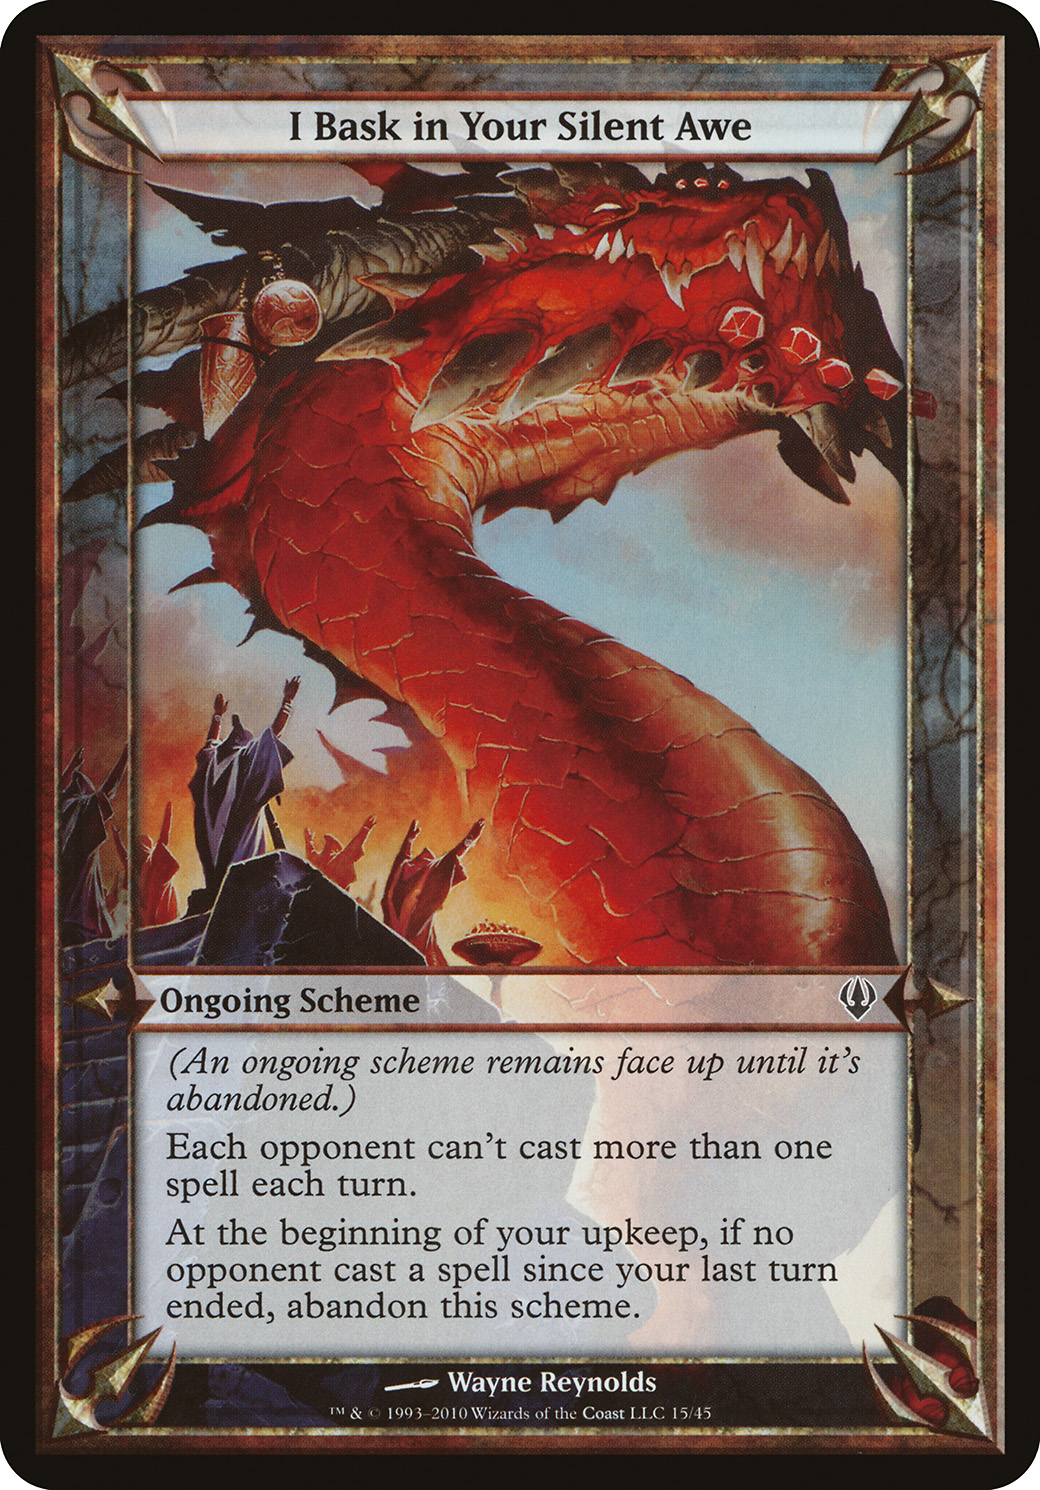 I Bask in Your Silent Awe
Ongoing Scheme
(An ongoing scheme remains face up until it's
abandoned.)
Each opponent can't cast more than one
spell each turn.
At the beginning of your upkeep, if no
opponent cast a spell since your last turn
ended, abandon this scheme.
Wayne Reynolds
™ & © 1993–2010 Wizards of the Coast LLC 15/45